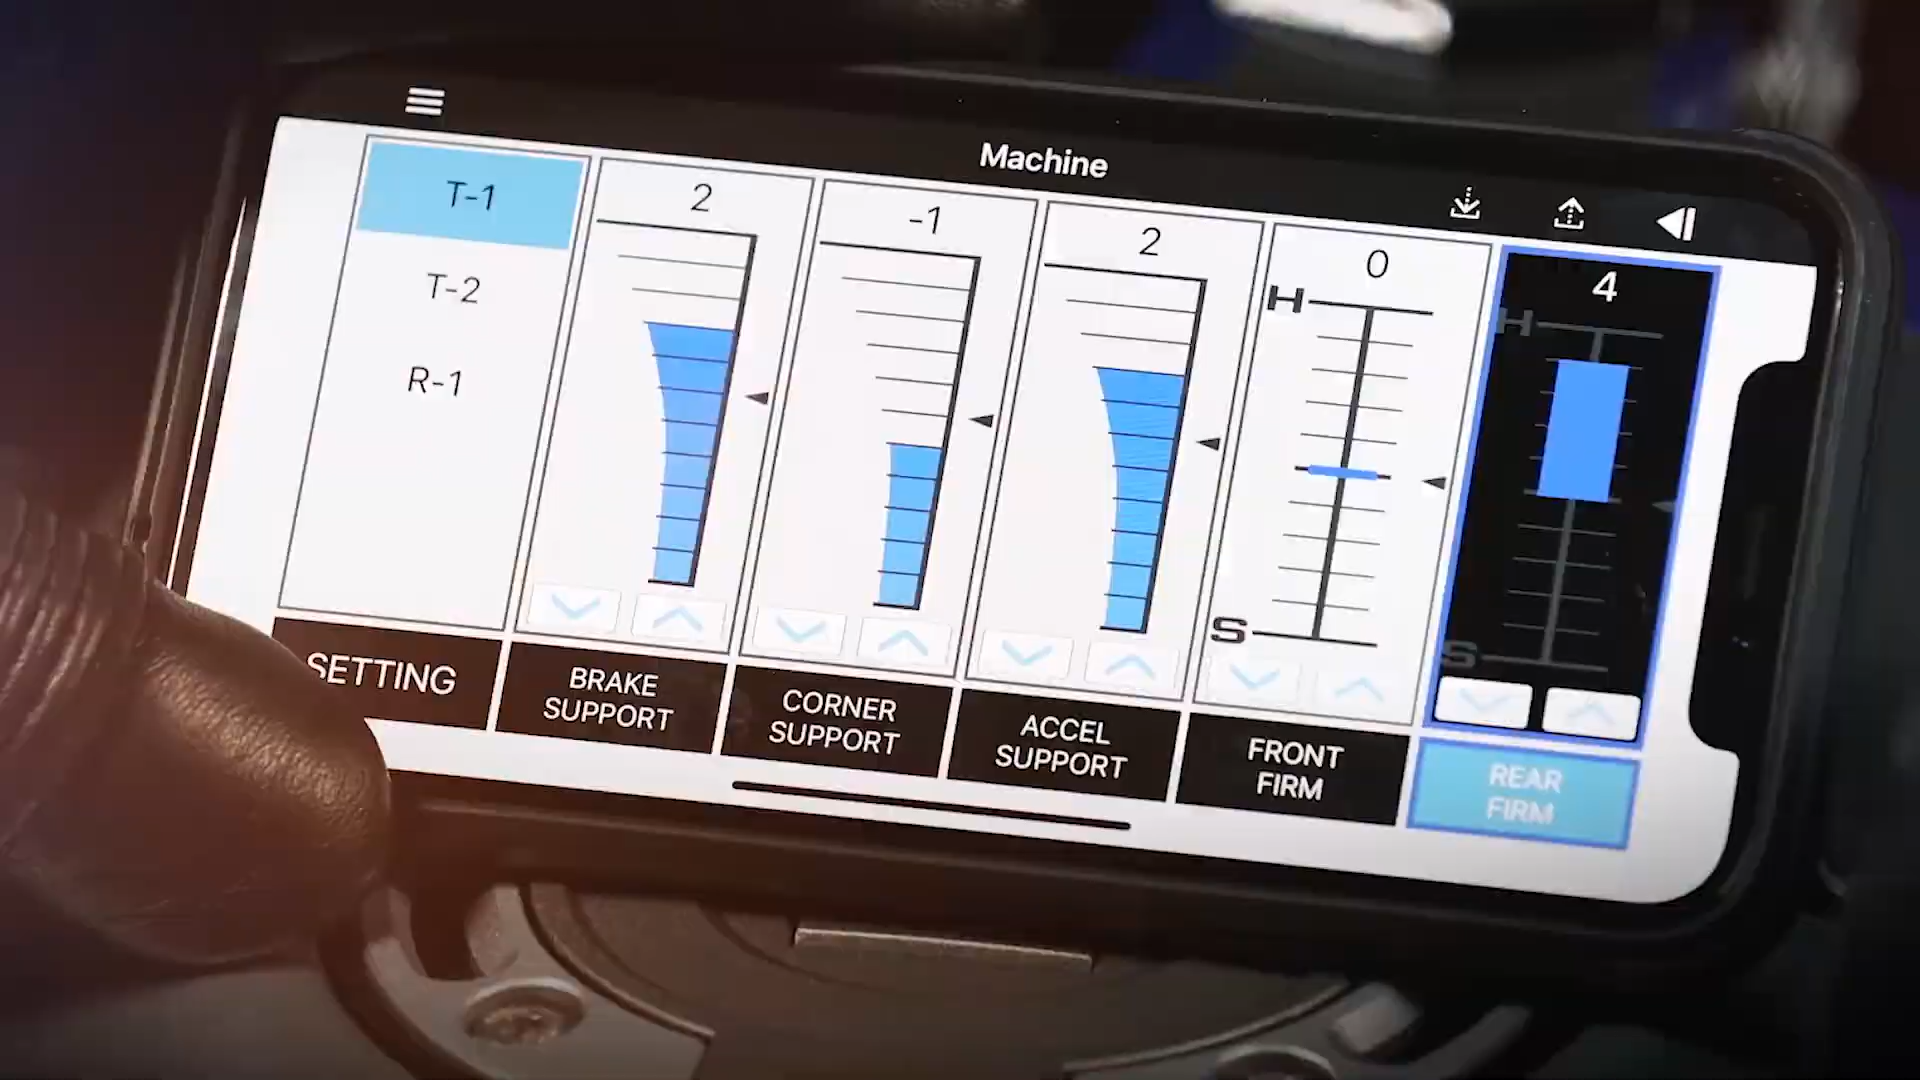 Machine
T-1
T-2
R-1
SETTING
2
BRAKE
SUPPORT
-1
CORNER
SUPPORT
2
ACCEL
SUPPORT
0
H
S
FRONT
FIRM
4
H
S
REAR
FIRM